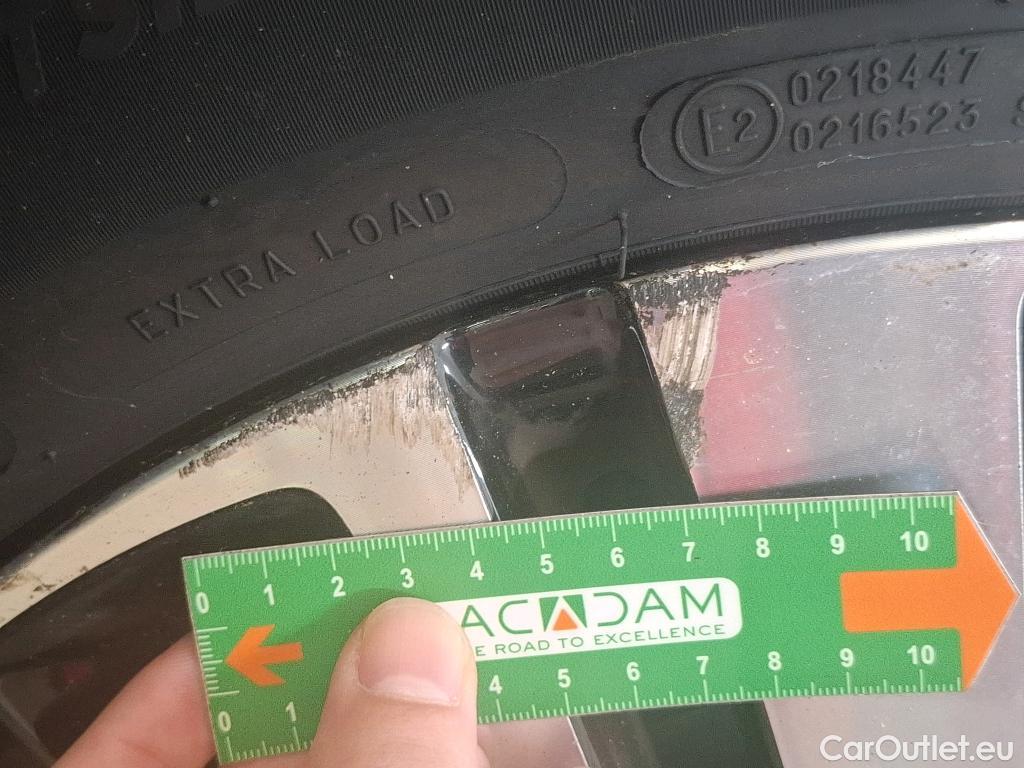 EXTRA LOAD
E2
0218447
0216523 S
0 1 2 3 4 5 6 7 8 9 10
ACADAM
E ROAD TO EXCELLENCE
0 1 4 5 6 7 8 9 10
CarOutlet.eu